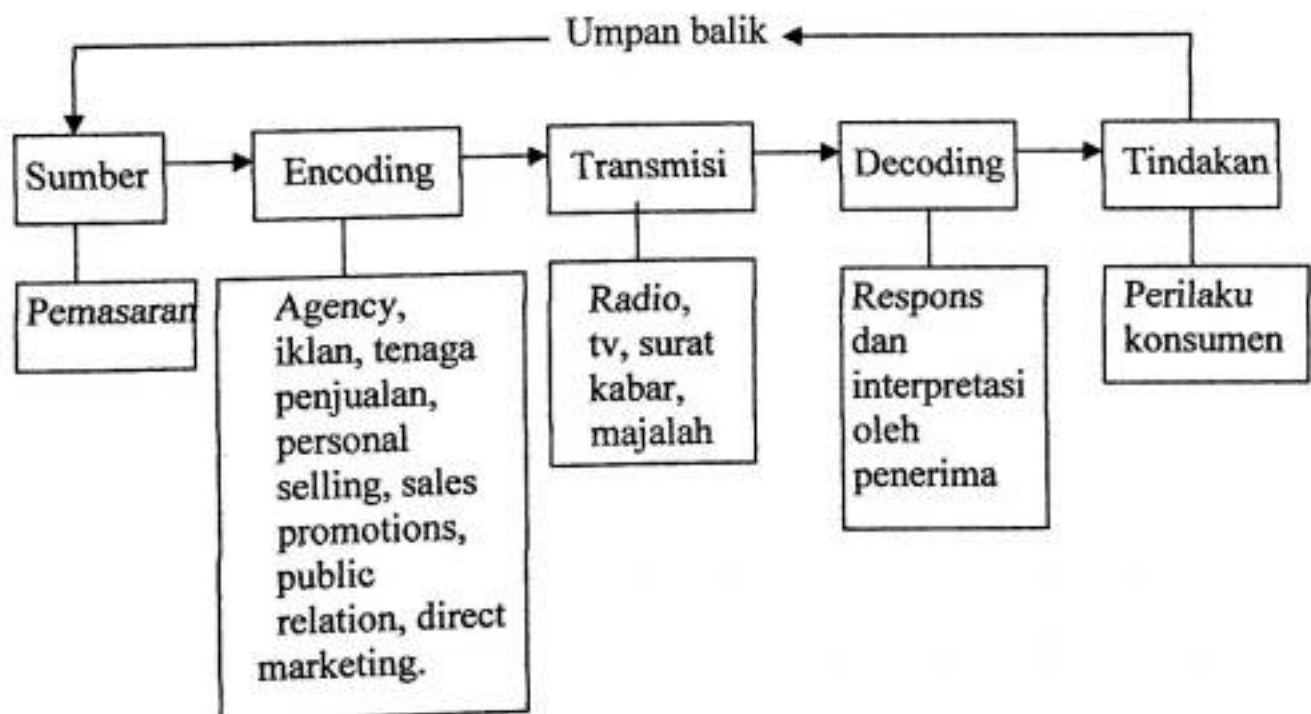 Umpan balik
Sumber
Encoding
Transmisi
Decoding
Tindakan
Pemasaran
Agency,
iklan, tenaga
penjualan,
personal
selling, sales
promotions,
public
relation, direct
marketing.
Radio,
tv, surat
kabar,
majalah
Respons
dan
interpretasi
oleh
penerima
Perilaku
konsumen